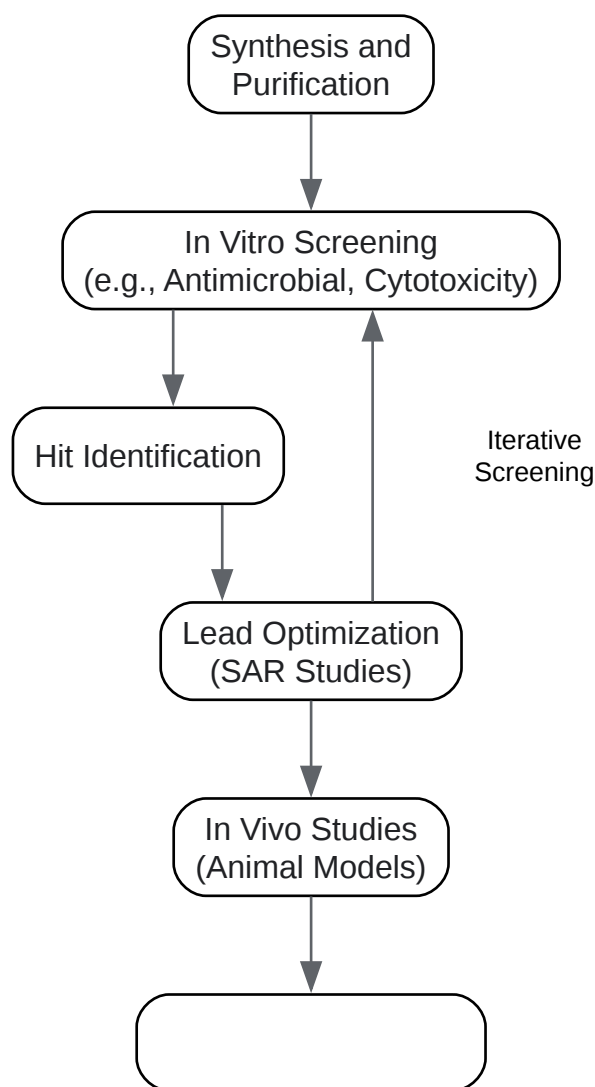 Synthesis and
Purification
In Vitro Screening
(e.g., Antimicrobial, Cytotoxicity)
Hit Identification
Iterative
Screening
Lead Optimization
(SAR Studies)
In Vivo Studies
(Animal Models)